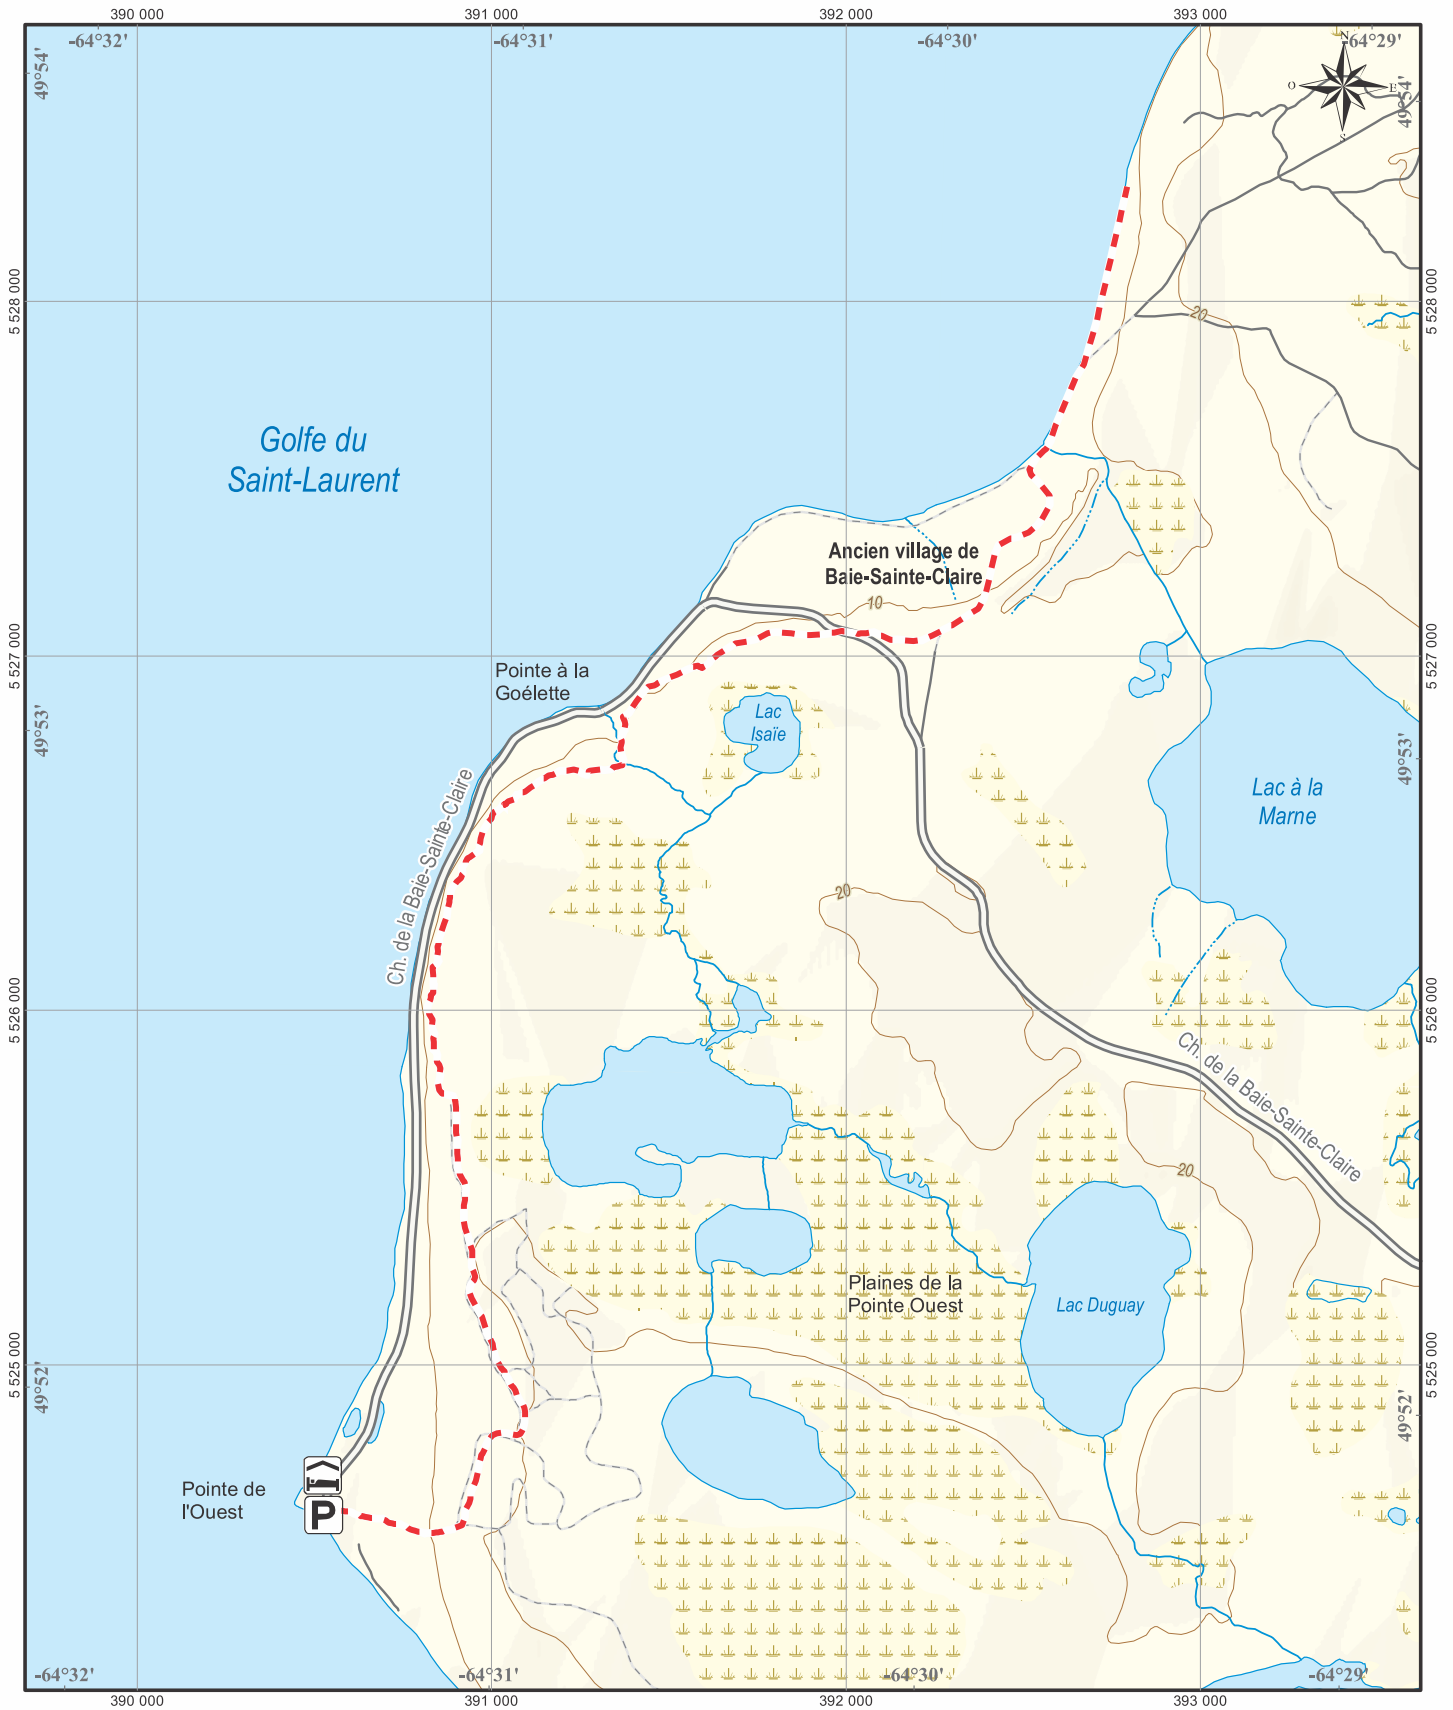 390 000
391 000
392 000
393 000
-64°32'
-64°31'
-64°30'
-64°29'
49°54'
49°54'
N
O
E
S
5 528 000
5 528 000
20
Golfe du
Saint-Laurent
Ancien village de
Baie-Sainte-Claire
10
5 527 000
5 527 000
Pointe à la
Goélette
Lac
Isaïe
49°53'
49°53'
Lac à la
Marne
Ch. de la Baie-Sainte-Claire
20
5 526 000
5 526 000
Ch. de la Baie-Sainte-Claire
20
Plaines de la
Pointe Ouest
Lac Duguay
5 525 000
5 525 000
49°52'
49°52'
Pointe de
l'Ouest
P
-64°32'
-64°31'
-64°30'
-64°29'
390 000
391 000
392 000
393 000